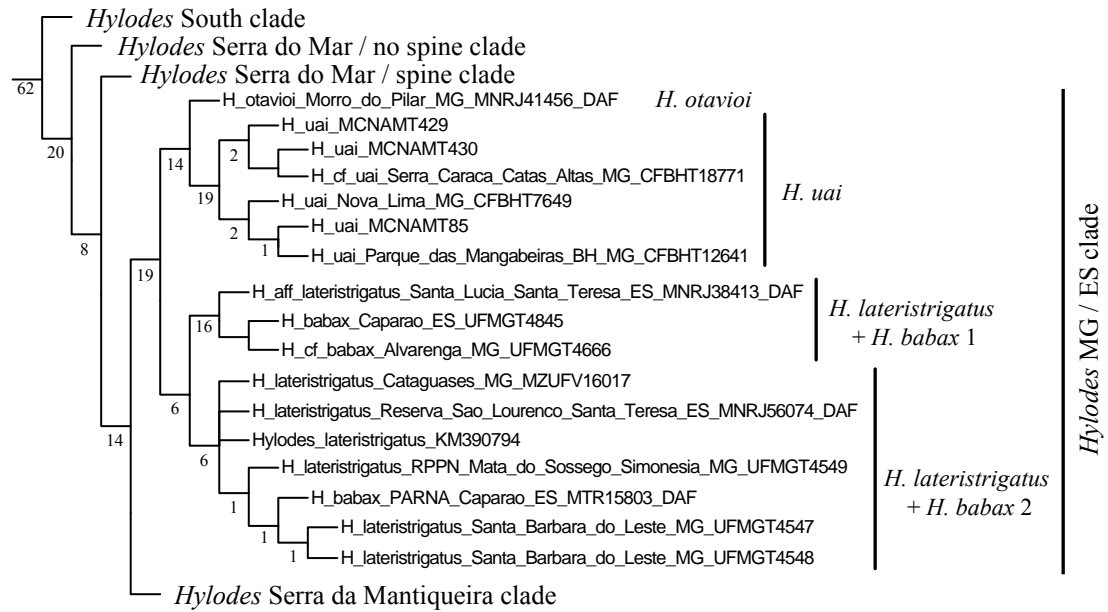 Hylodes South clade
Hylodes Serra do Mar / no spine clade
Hylodes Serra do Mar / spine clade
62
H_otavioi_Morro_do_Pilar_MG_MNRJ41456_DAF
H. otavioi
H_uai_MCNAMT429
20
14
2
H_uai_MCNAMT430
H_cf_uai_Serra_Caraca_Catas_Altas_MG_CFBHT18771
19
H. uai
H_uai_Nova_Lima_MG_CFBHT7649
2
H_uai_MCNAMT85
8
1
H_uai_Parque_das_Mangabeiras_BH_MG_CFBHT12641
19
H_aff_lateristrigatus_Santa_Lucia_Santa_Teresa_ES_MNRJ38413_DAF
16
H_babax_Caparao_ES_UFMGT4845
H_cf_babax_Alvarenga_MG_UFMGT4666
H. lateristrigatus
+ H. babax 1
Hylodes MG / ES clade
H_lateristrigatus_Cataguases_MG_MZUFV16017
6
H_lateristrigatus_Reserva_Sao_Lourenco_Santa_Teresa_ES_MNRJ56074_DAF
14
Hylodes_lateristrigatus_KM390794
6
H_lateristrigatus_RPPN_Mata_do_Sossego_Simonesia_MG_UFMGT4549
H. lateristrigatus
+ H. babax 2
1
H_babax_PARNA_Caparao_ES_MTR15803_DAF
1
H_lateristrigatus_Santa_Barbara_do_Leste_MG_UFMGT4547
1
H_lateristrigatus_Santa_Barbara_do_Leste_MG_UFMGT4548
Hylodes Serra da Mantiqueira clade